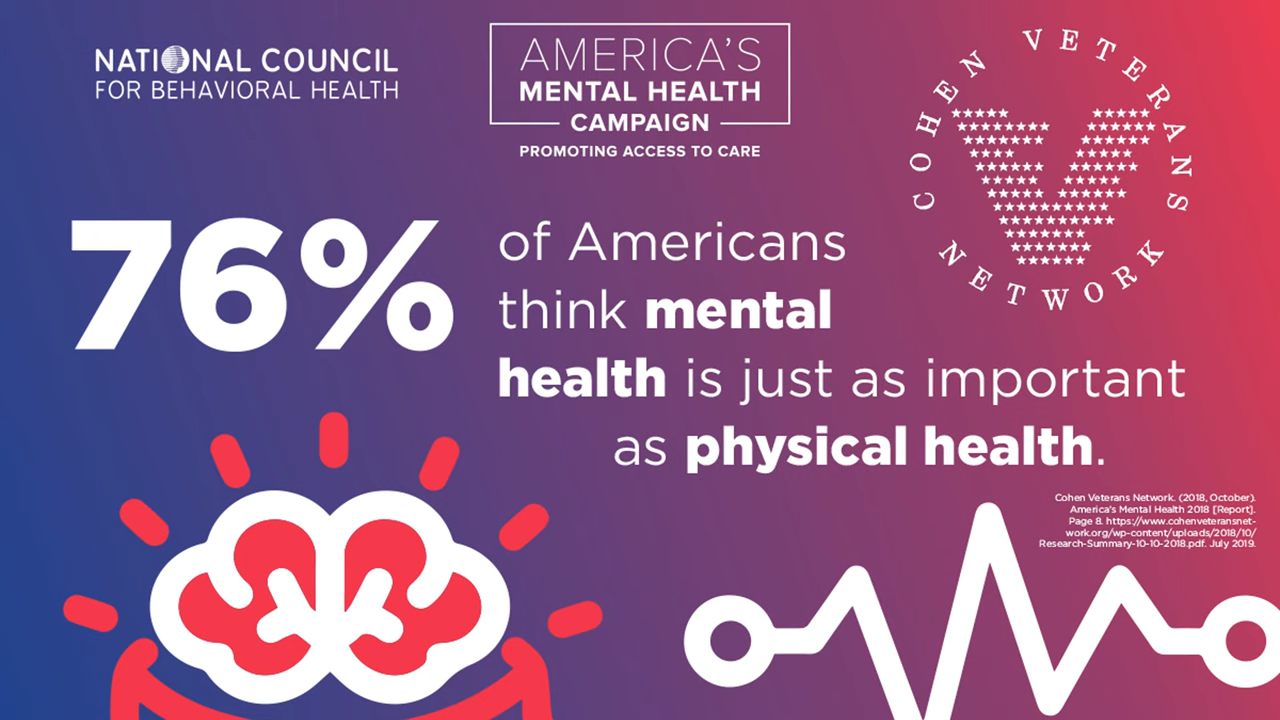 NATIONAL COUNCIL
FOR BEHAVIORAL HEALTH
AMERICA'S
MENTAL HEALTH
CAMPAIGN
PROMOTING ACCESS TO CARE
COHEN VETERANS
NETWORK
76%
of Americans
think mental
health is just as important
as physical health.
Cohen Veterans Network. (2018, October).
America's Mental Health 2018 [Report].
Page 8. https://www.cohenveteransnet-
work.org/wp-content/uploads/2018/10/
Research-Summary-10-10-2018.pdf. July 2019.